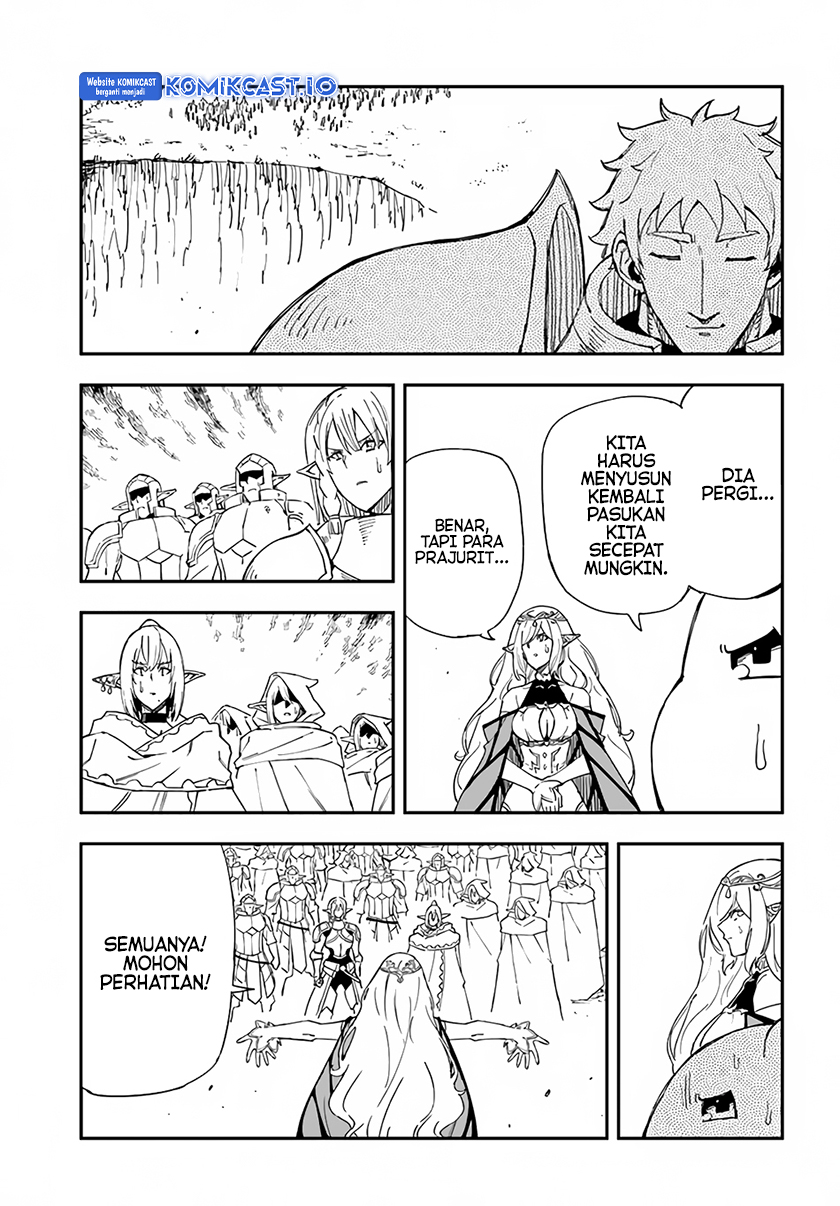 Website KOMIKCAST
berganti menjadi
KOMIKCAST.IO
DIA
PERGI...
KITA
HARUS
MENYUSUN
KEMBALI
PASUKAN
KITA
SECEPAT
MUNGKIN.
BENAR,
TAPI PARA
PRAJURIT...
SEMUANYA!
MOHON
PERHATIAN!